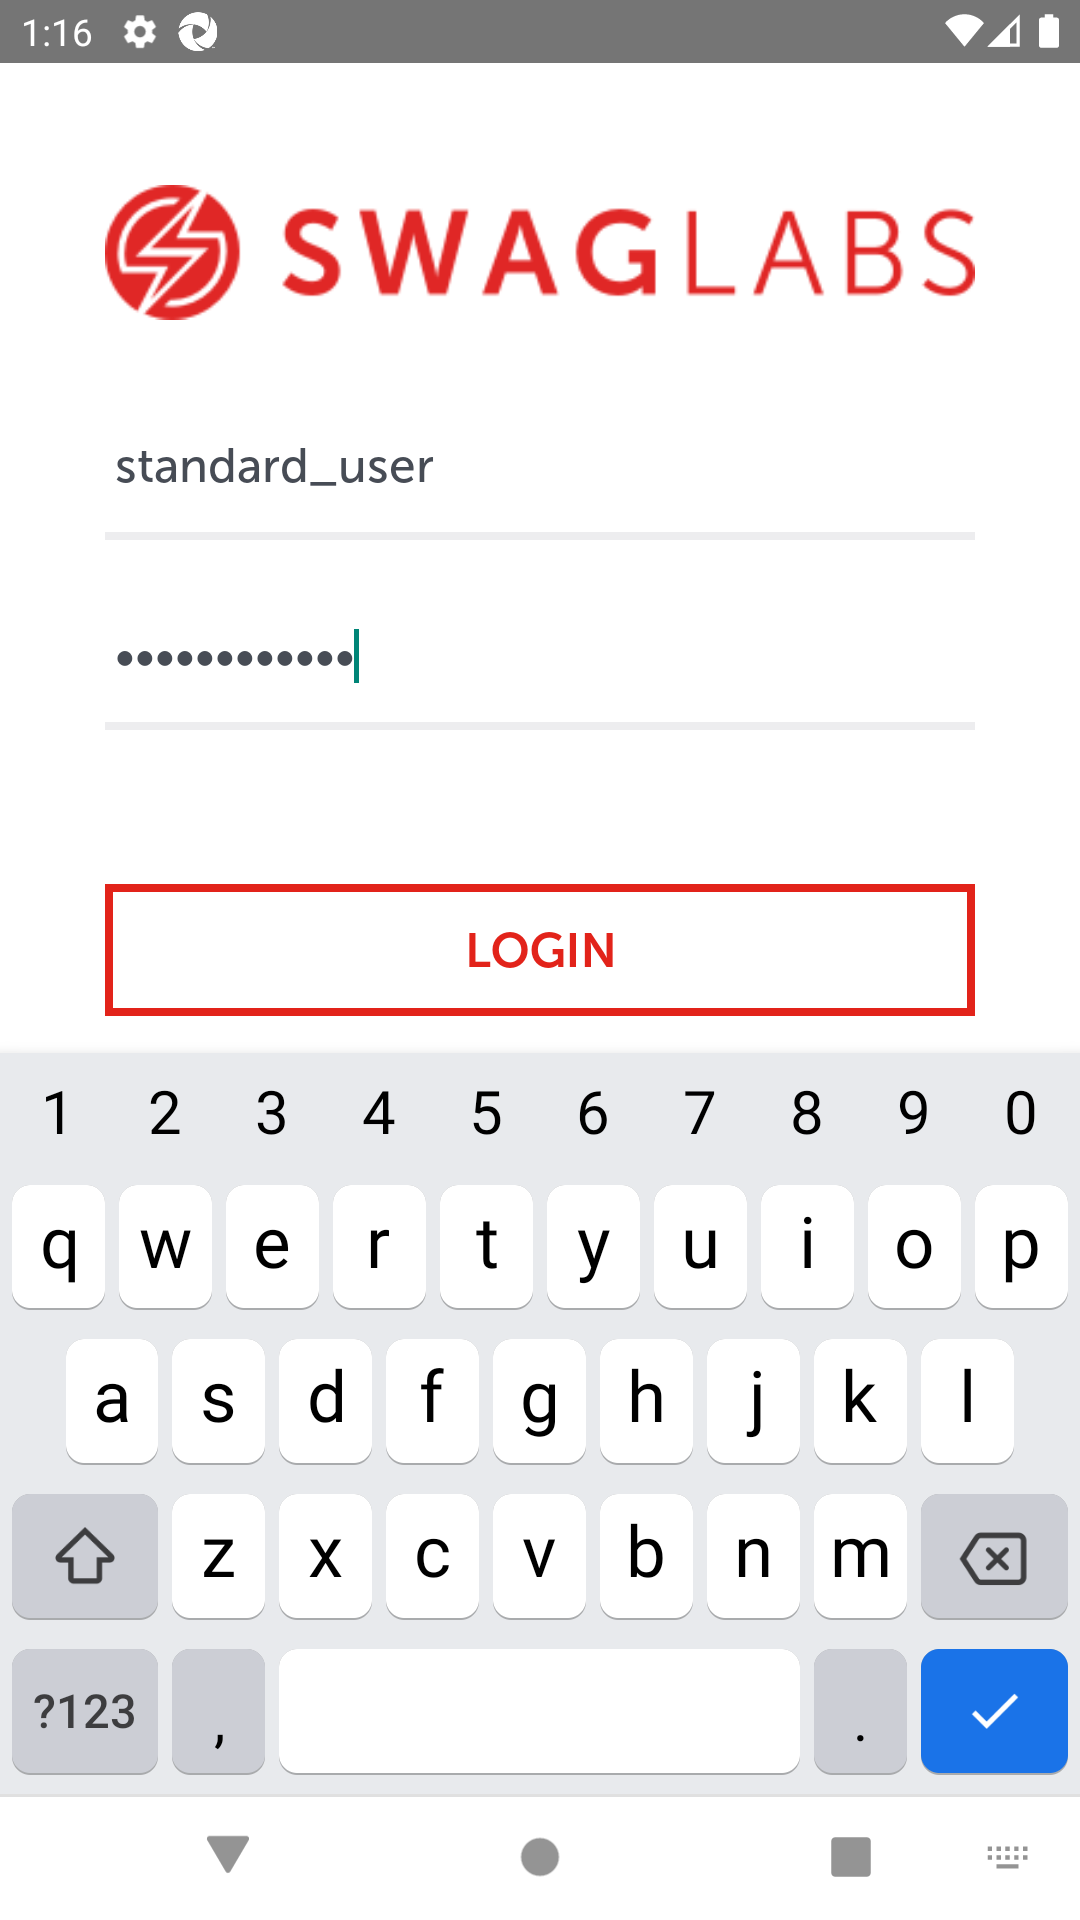 1:16
SWAGLABS
standard_user
••••••••••••
LOGIN
1 2 3 4 5 6 7 8 9 0
q w e r t y u i o p
a s d f g h j k l
z x c v b n m
?123 , .